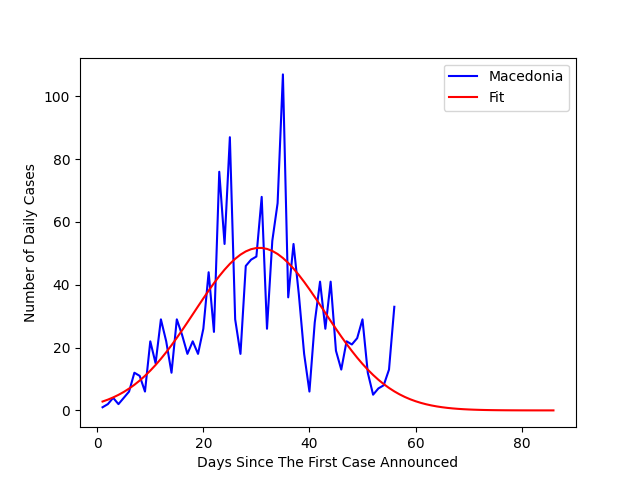 Macedonia
Fit
Number of Daily Cases
100
80
60
40
20
0
0 20 40 60 80
Days Since The First Case Announced